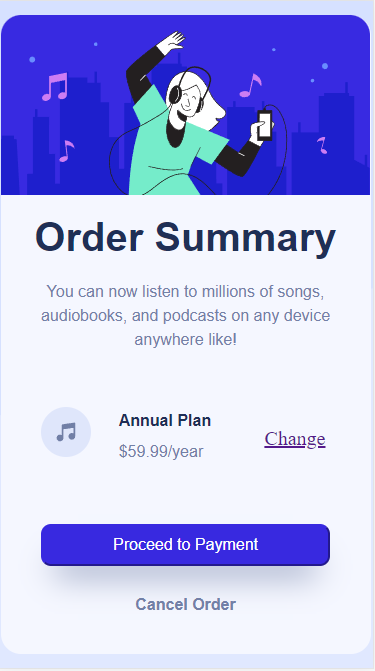 Order Summary
You can now listen to millions of songs,
audiobooks, and podcasts on any device
anywhere like!
Annual Plan
$59.99/year
Change
Proceed to Payment
Cancel Order